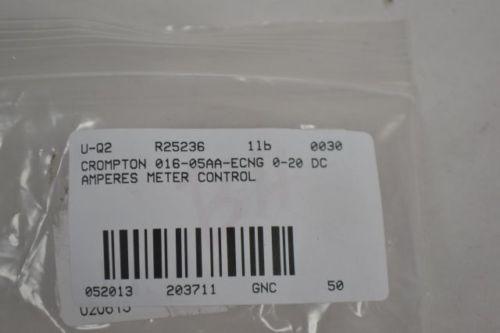 U-Q2 R25236 1lb 0030
CROMPTON 016-05AA-ECNG 0-20 DC
AMPERES METER CONTROL
052013 203711 GNC 50